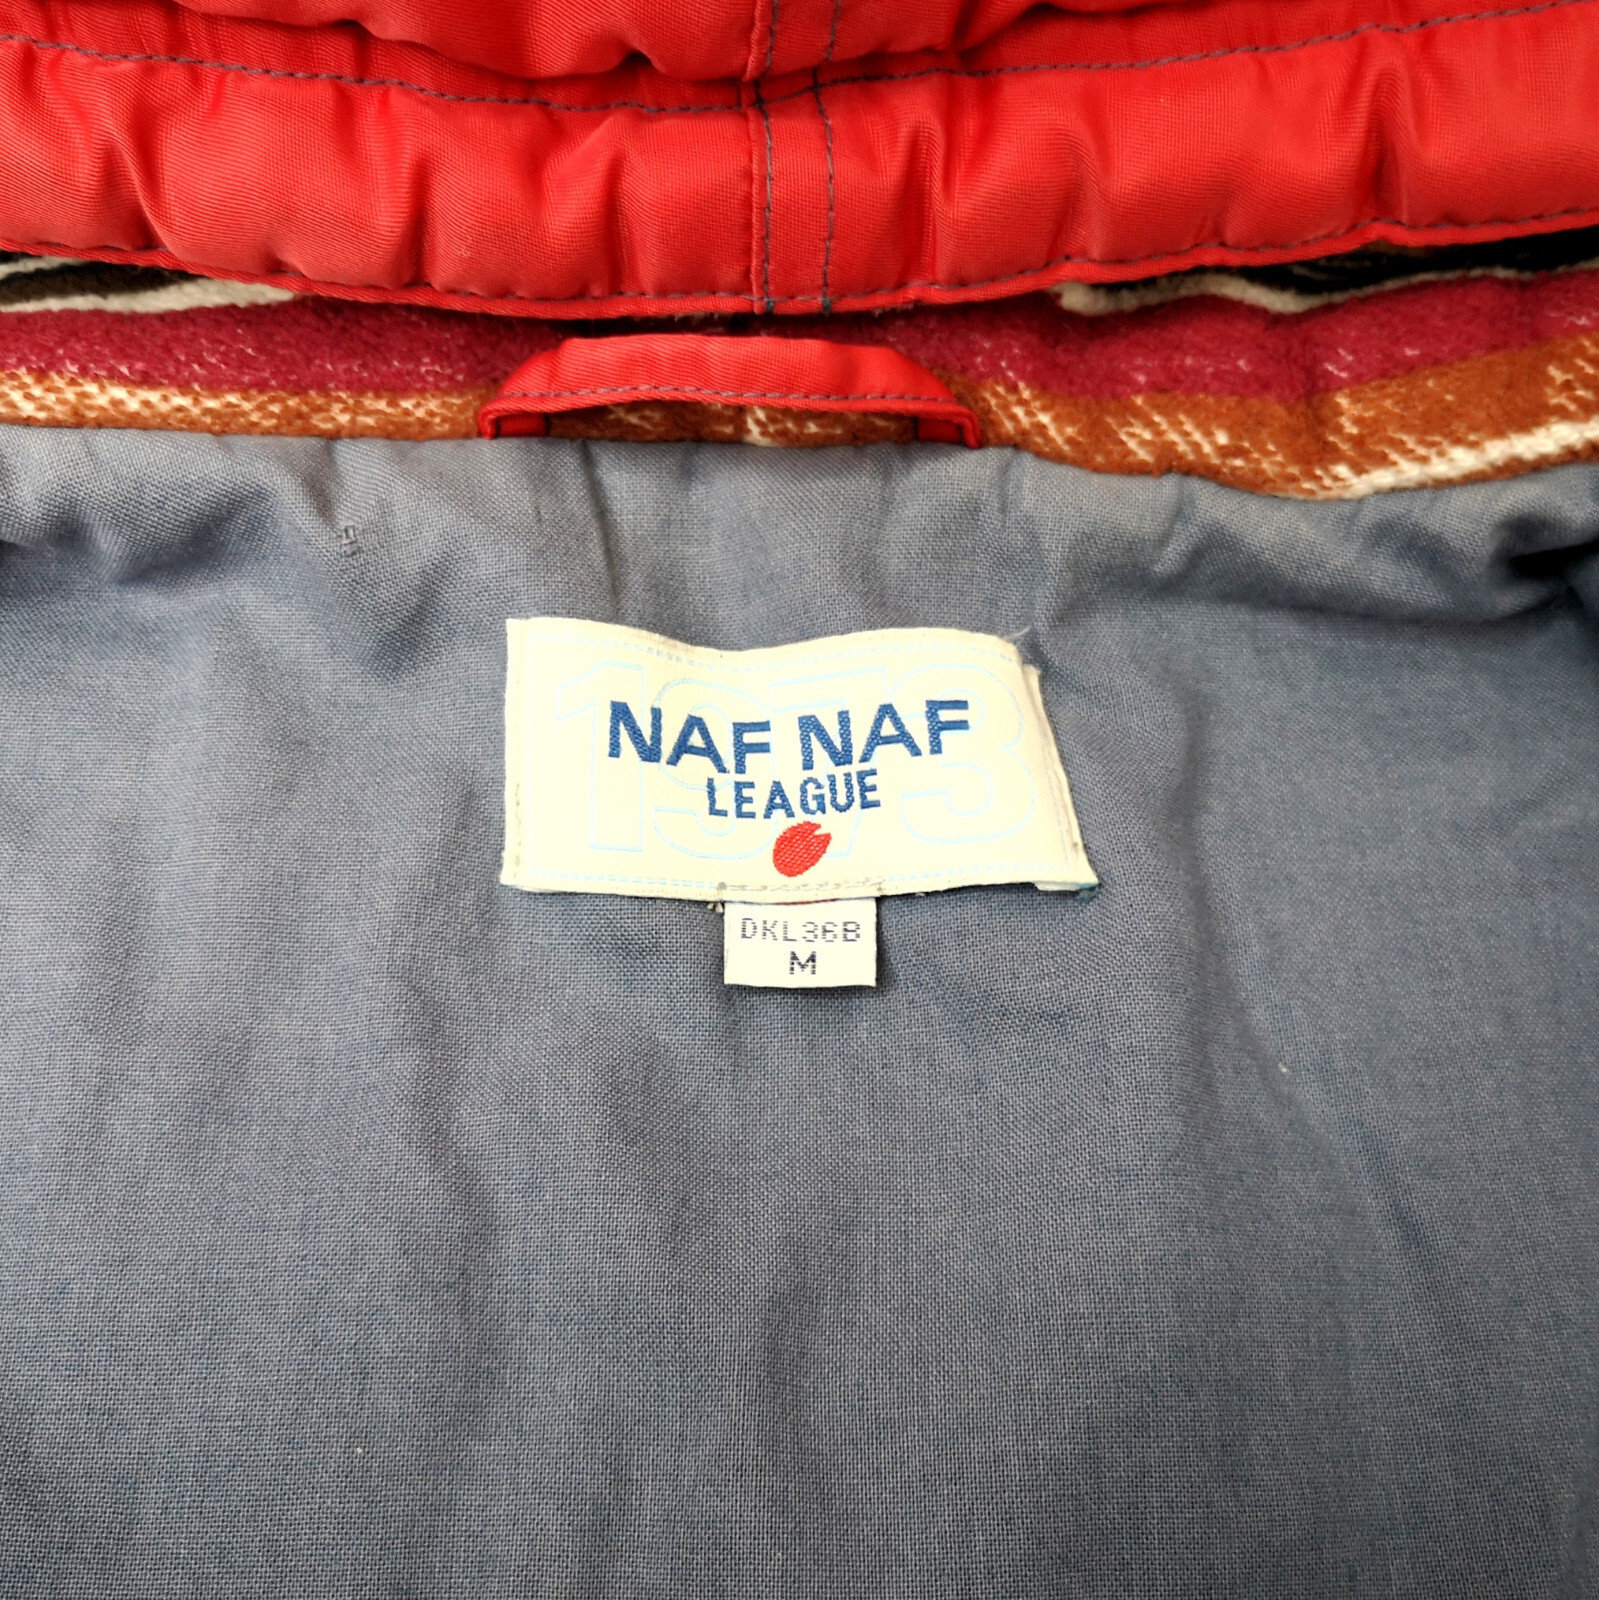 1973
NAF NAF
LEAGUE
DKL36B
M